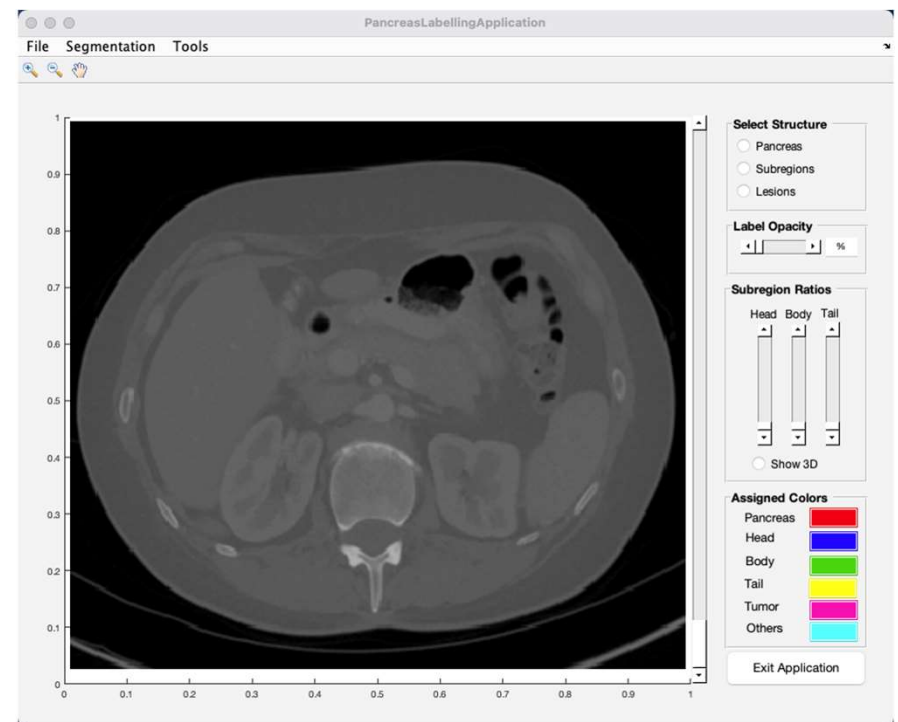 PancreasLabellingApplication
File Segmentation Tools
1
0.9
0.8
0.7
0.6
0.5
0.4
0.3
0.2
0.1
0
0 0.1 0.2 0.3 0.4 0.5 0.6 0.7 0.8 0.9 1
Select Structure
Pancreas
Subregions
Lesions
Label Opacity
%
Subregion Ratios
Head Body Tail
Show 3D
Assigned Colors
Pancreas
Head
Body
Tail
Tumor
Others
Exit Application